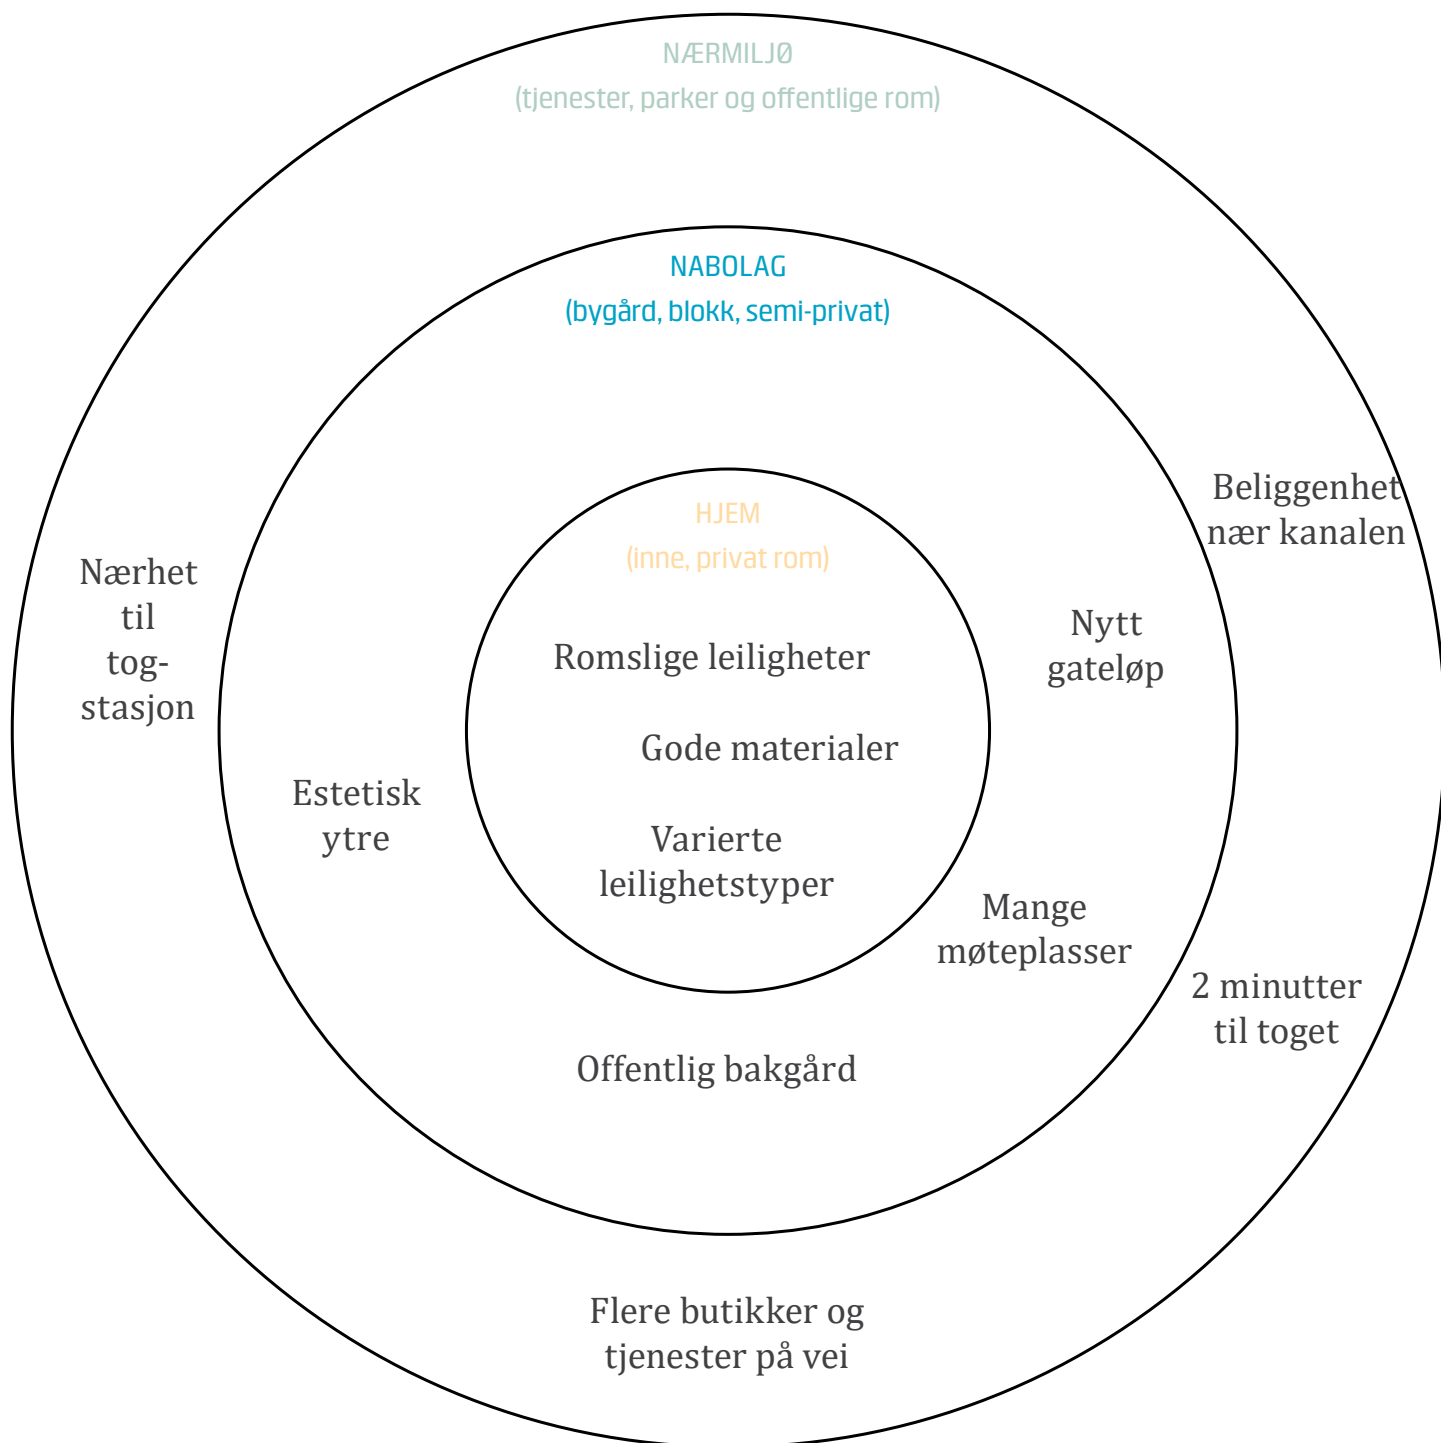 NÆRMILJØ
(tjenester, parker og offentlige rom)
NABOLAG
(bygård, blokk, semi-privat)
HJEM
(inne, privat rom)
Romslige leiligheter
Gode materialer
Varierte
leilighetstyper
Nærhet
til
tog-
stasjon
Beliggenhet
nær kanalen
Nytt
gateløp
Estetisk
ytre
Mange
møteplasser
2 minutter
til toget
Offentlig bakgård
Flere butikker og
tjenester på vei